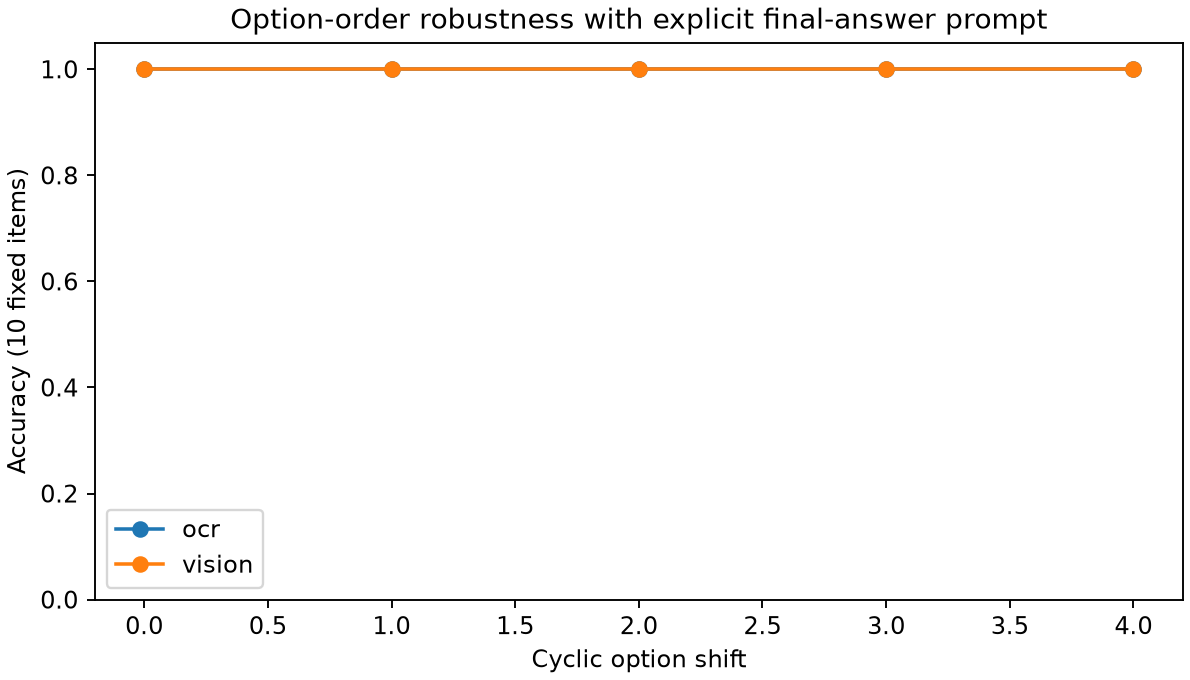 Option-order robustness with explicit final-answer prompt
Accuracy (10 fixed items)
1.0
0.8
0.6
0.4
0.2
0.0
ocr
vision
0.0 0.5 1.0 1.5 2.0 2.5 3.0 3.5 4.0
Cyclic option shift